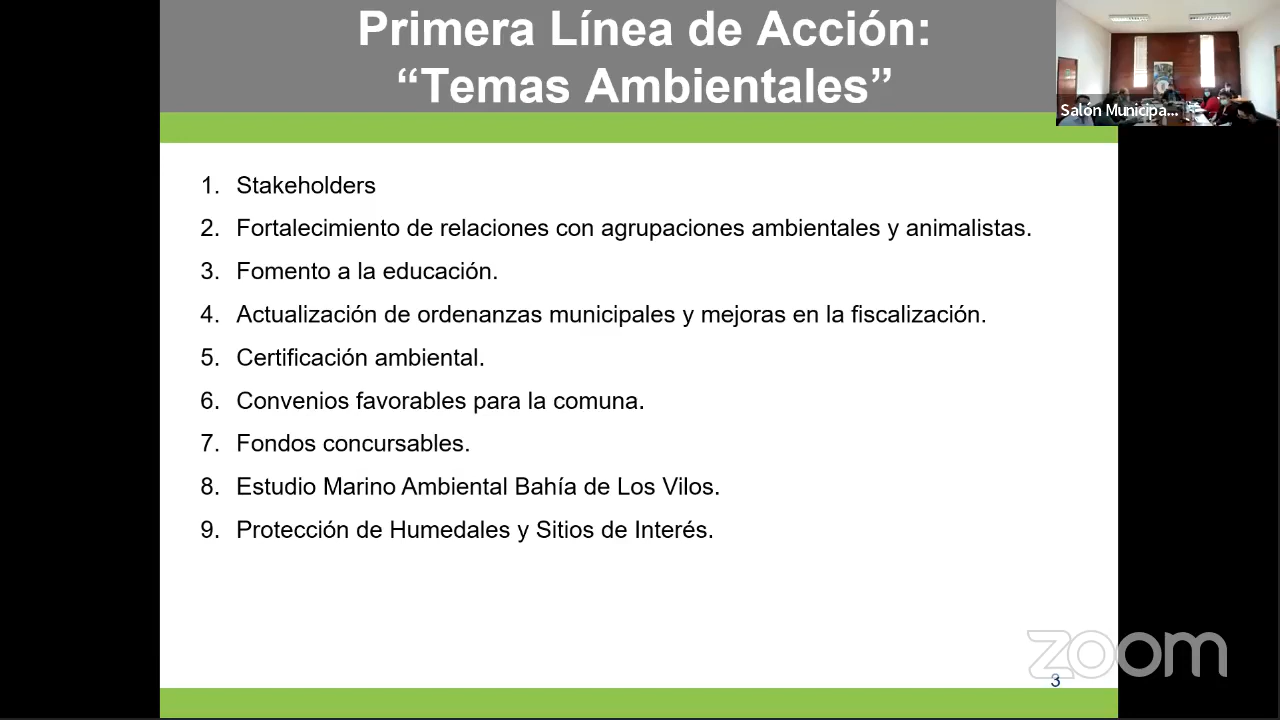 Primera Línea de Acción:
“Temas Ambientales”
Salón Municipa...
1. Stakeholders
2. Fortalecimiento de relaciones con agrupaciones ambientales y animalistas.
3. Fomento a la educación.
4. Actualización de ordenanzas municipales y mejoras en la fiscalización.
5. Certificación ambiental.
6. Convenios favorables para la comuna.
7. Fondos concursables.
8. Estudio Marino Ambiental Bahía de Los Vilos.
9. Protección de Humedales y Sitios de Interés.
zoom
3